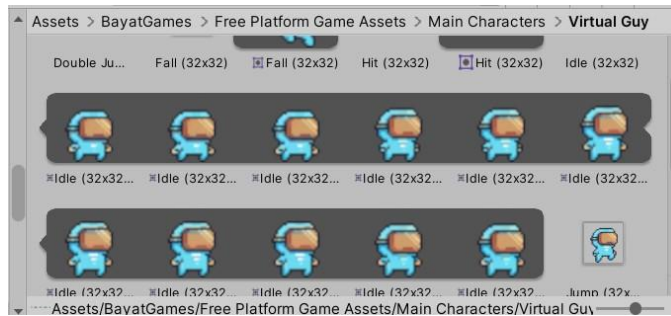 Assets > BayatGames > Free Platform Game Assets > Main Characters > Virtual Guy
Double Ju... Fall (32x32) Fall (32x32) Hit (32x32) Hit (32x32) Idle (32x32)
Idle (32x32... Idle (32x32... Idle (32x32... Idle (32x32... Idle (32x32... Idle (32x32...
Idle (32x32... Idle (32x32... Idle (32x32... Idle (32x32... Idle (32x32... Jump (32x...
Assets/BayatGames/Free Platform Game Assets/Main Characters/Virtual Guy